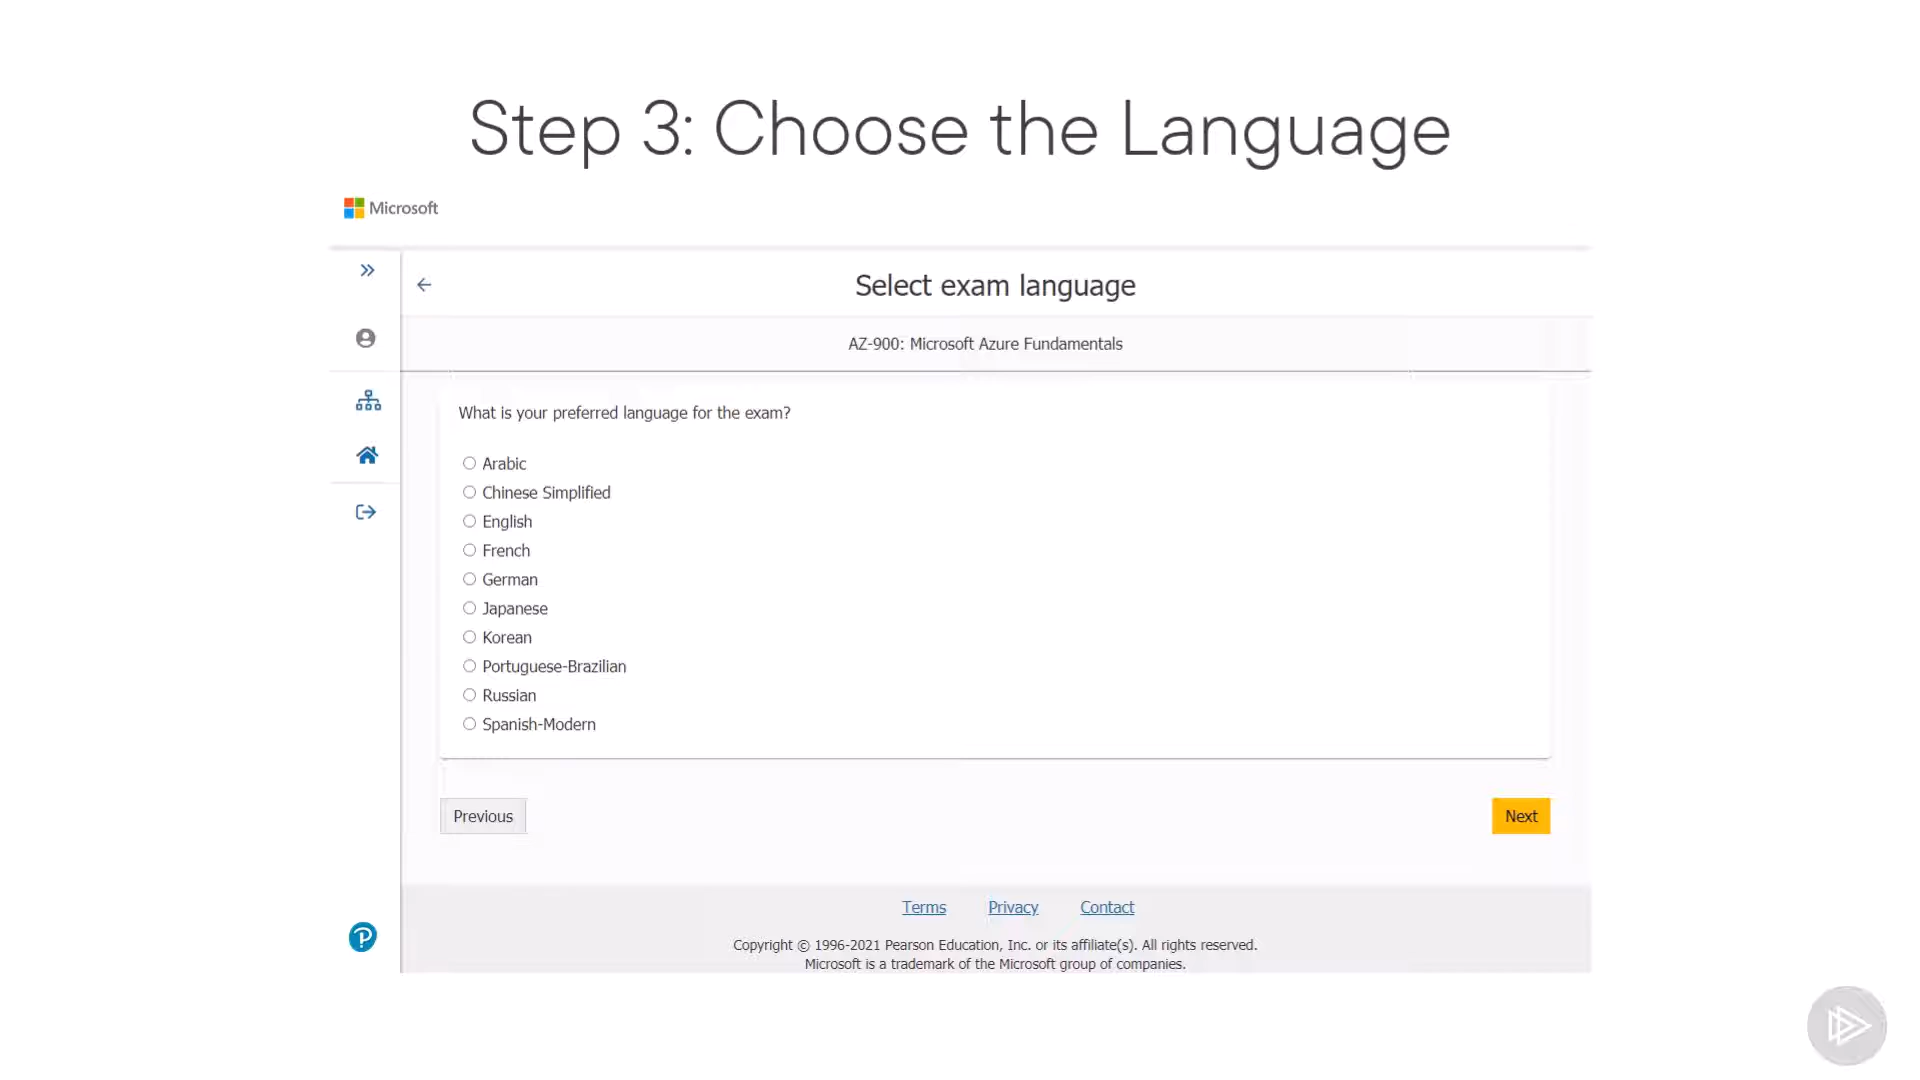 Step 3: Choose the Language
Microsoft
Select exam language
AZ-900: Microsoft Azure Fundamentals
What is your preferred language for the exam?
Arabic
Chinese Simplified
English
French
German
Japanese
Korean
Portuguese-Brazilian
Russian
Spanish-Modern
Previous
Next
Terms Privacy Contact
Copyright © 1996-2021 Pearson Education, Inc. or its affiliate(s). All rights reserved.
Microsoft is a trademark of the Microsoft group of companies.